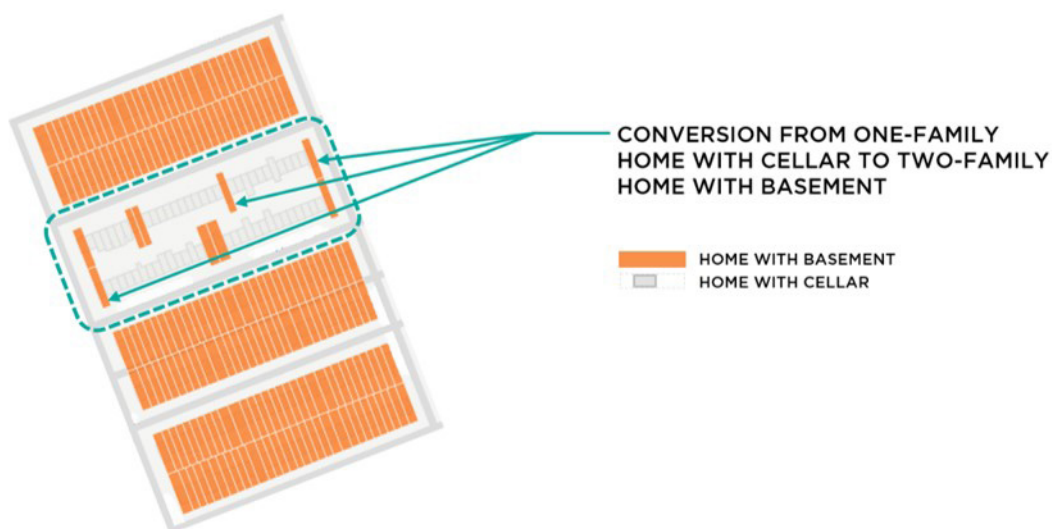 CONVERSION FROM ONE-FAMILY
HOME WITH CELLAR TO TWO-FAMILY
HOME WITH BASEMENT
HOME WITH BASEMENT
HOME WITH CELLAR